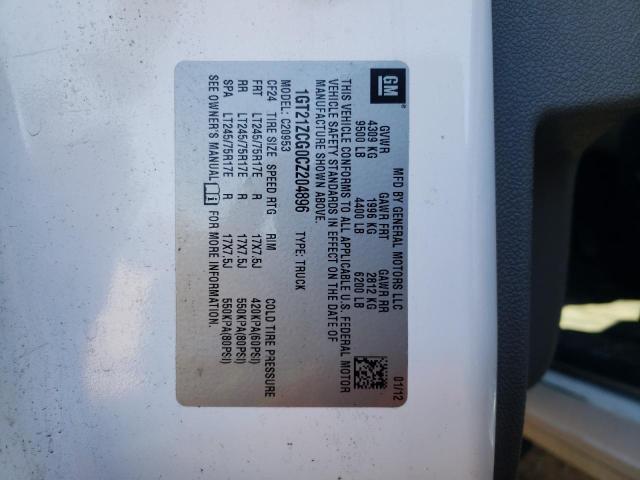 GM
MFD BY GENERAL MOTORS LLC
01/12
GVWR GAWR FRT GAWR RR
4309 KG 1996 KG 2812 KG
9500 LB 4400 LB 6200 LB
THIS VEHICLE CONFORMS TO ALL APPLICABLE U.S. FEDERAL MOTOR
VEHICLE SAFETY STANDARDS IN EFFECT ON THE DATE OF
MANUFACTURE SHOWN ABOVE.
1GT21ZCG0CZ204896 TYPE: TRUCK
MODEL: C20953
CF24 TIRE SIZE SPEED RTG RIM COLD TIRE PRESSURE
FRT LT245/75R17E R 17X7.5J 420KPA(60PSI)
RR LT245/75R17E R 17X7.5J 550KPA(80PSI)
SPA LT245/75R17E R 17X7.5J 550KPA(80PSI)
SEE OWNER'S MANUAL FOR MORE INFORMATION.